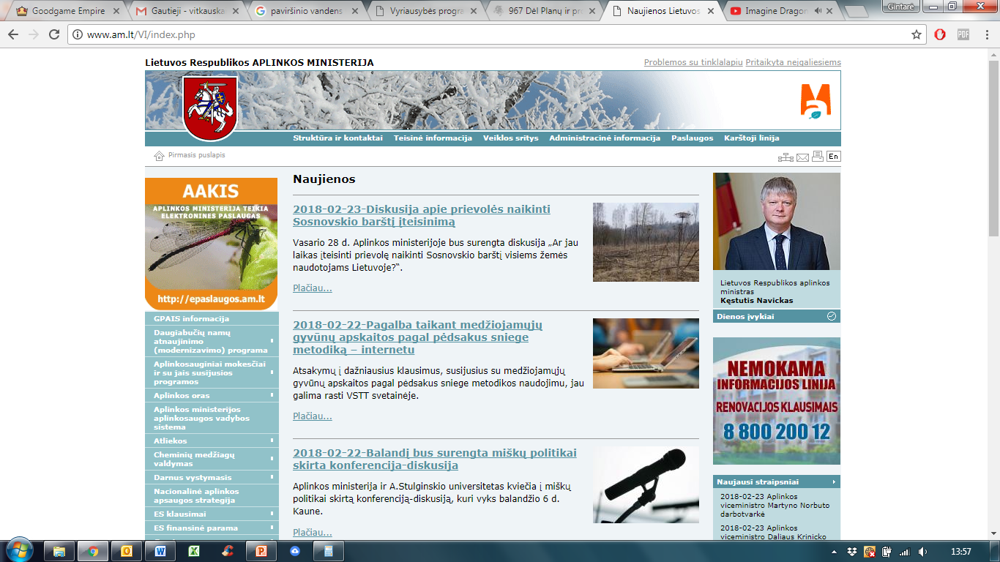 Goodgame Empire
Gautieji - vitkauska
paviršinio vandens
Vyriausybės progra
967 Dėl Planų ir pr
Naujienos Lietuvos
Imagine Dragon
Gintarė
www.am.lt/VI/index.php
PDF
Lietuvos Respublikos APLINKOS MINISTERIJA
Problemos su tinklalapiu Pritaikyta neįgaliesiems
Struktūra ir kontaktai Teisinė informacija Veiklos sritys Administracinė informacija Paslaugos Karštoji linija
Pirmasis puslapis
En
AAKIS
APLINKOS MINISTERIJA TEIKIA
ELEKTRONINES PASLAUGAS
http://epaslaugos.am.lt
GPAIS informacija
Daugiabučių namų
atnaujinimo
(modernizavimo) programa
Aplinkosauginiai mokesčiai
ir su jais susijusios
programos
Aplinkos oras
Aplinkos ministerijos
aplinkosaugos vadybos
sistema
Atliekos
Cheminių medžiagų
valdymas
Darnus vystymasis
Nacionalinė aplinkos
apsaugos strategija
ES klausimai
ES finansinė parama
Naujienos
2018-02-23-Diskusija apie prievolės naikinti
Sosnovskio barštį įteisinimą
Vasario 28 d. Aplinkos ministerijoje bus surengta diskusija „Ar jau
laikas įteisinti prievolę naikinti Sosnovskio barštį visiems žemės
naudotojams Lietuvoje?“.
Plačiau...
2018-02-22-Pagalba taikant medžiojamųjų
gyvūnų apskaitos pagal pėdsakus sniege
metodiką – internetu
Atsakymų į dažniausius klausimus, susijusius su medžiojamųjų
gyvūnų apskaitos pagal pėdsakus sniege metodikos naudojimu, jau
galima rasti VSTT svetainėje.
Plačiau...
2018-02-22-Balandį bus surengta miškų politikai
skirta konferencija-diskusija
Aplinkos ministerija ir A.Stulginskio universitetas kviečia į miškų
politikai skirtą konferenciją-diskusiją, kuri vyks balandžio 6 d.
Kaune.
Plačiau...
Lietuvos Respublikos aplinkos
ministras
Kęstutis Navickas
Dienos įvykiai
NEMOKAMA
INFORMACIJOS LINIJA
RENOVACIJOS KLAUSIMAIS
8 800 200 12
Naujausi straipsniai
2018-02-23 Aplinkos
viceministro Martyno Norbuto
darbotvarkė
2018-02-23 Aplinkos
viceministro Daliaus Krinicko
13:57